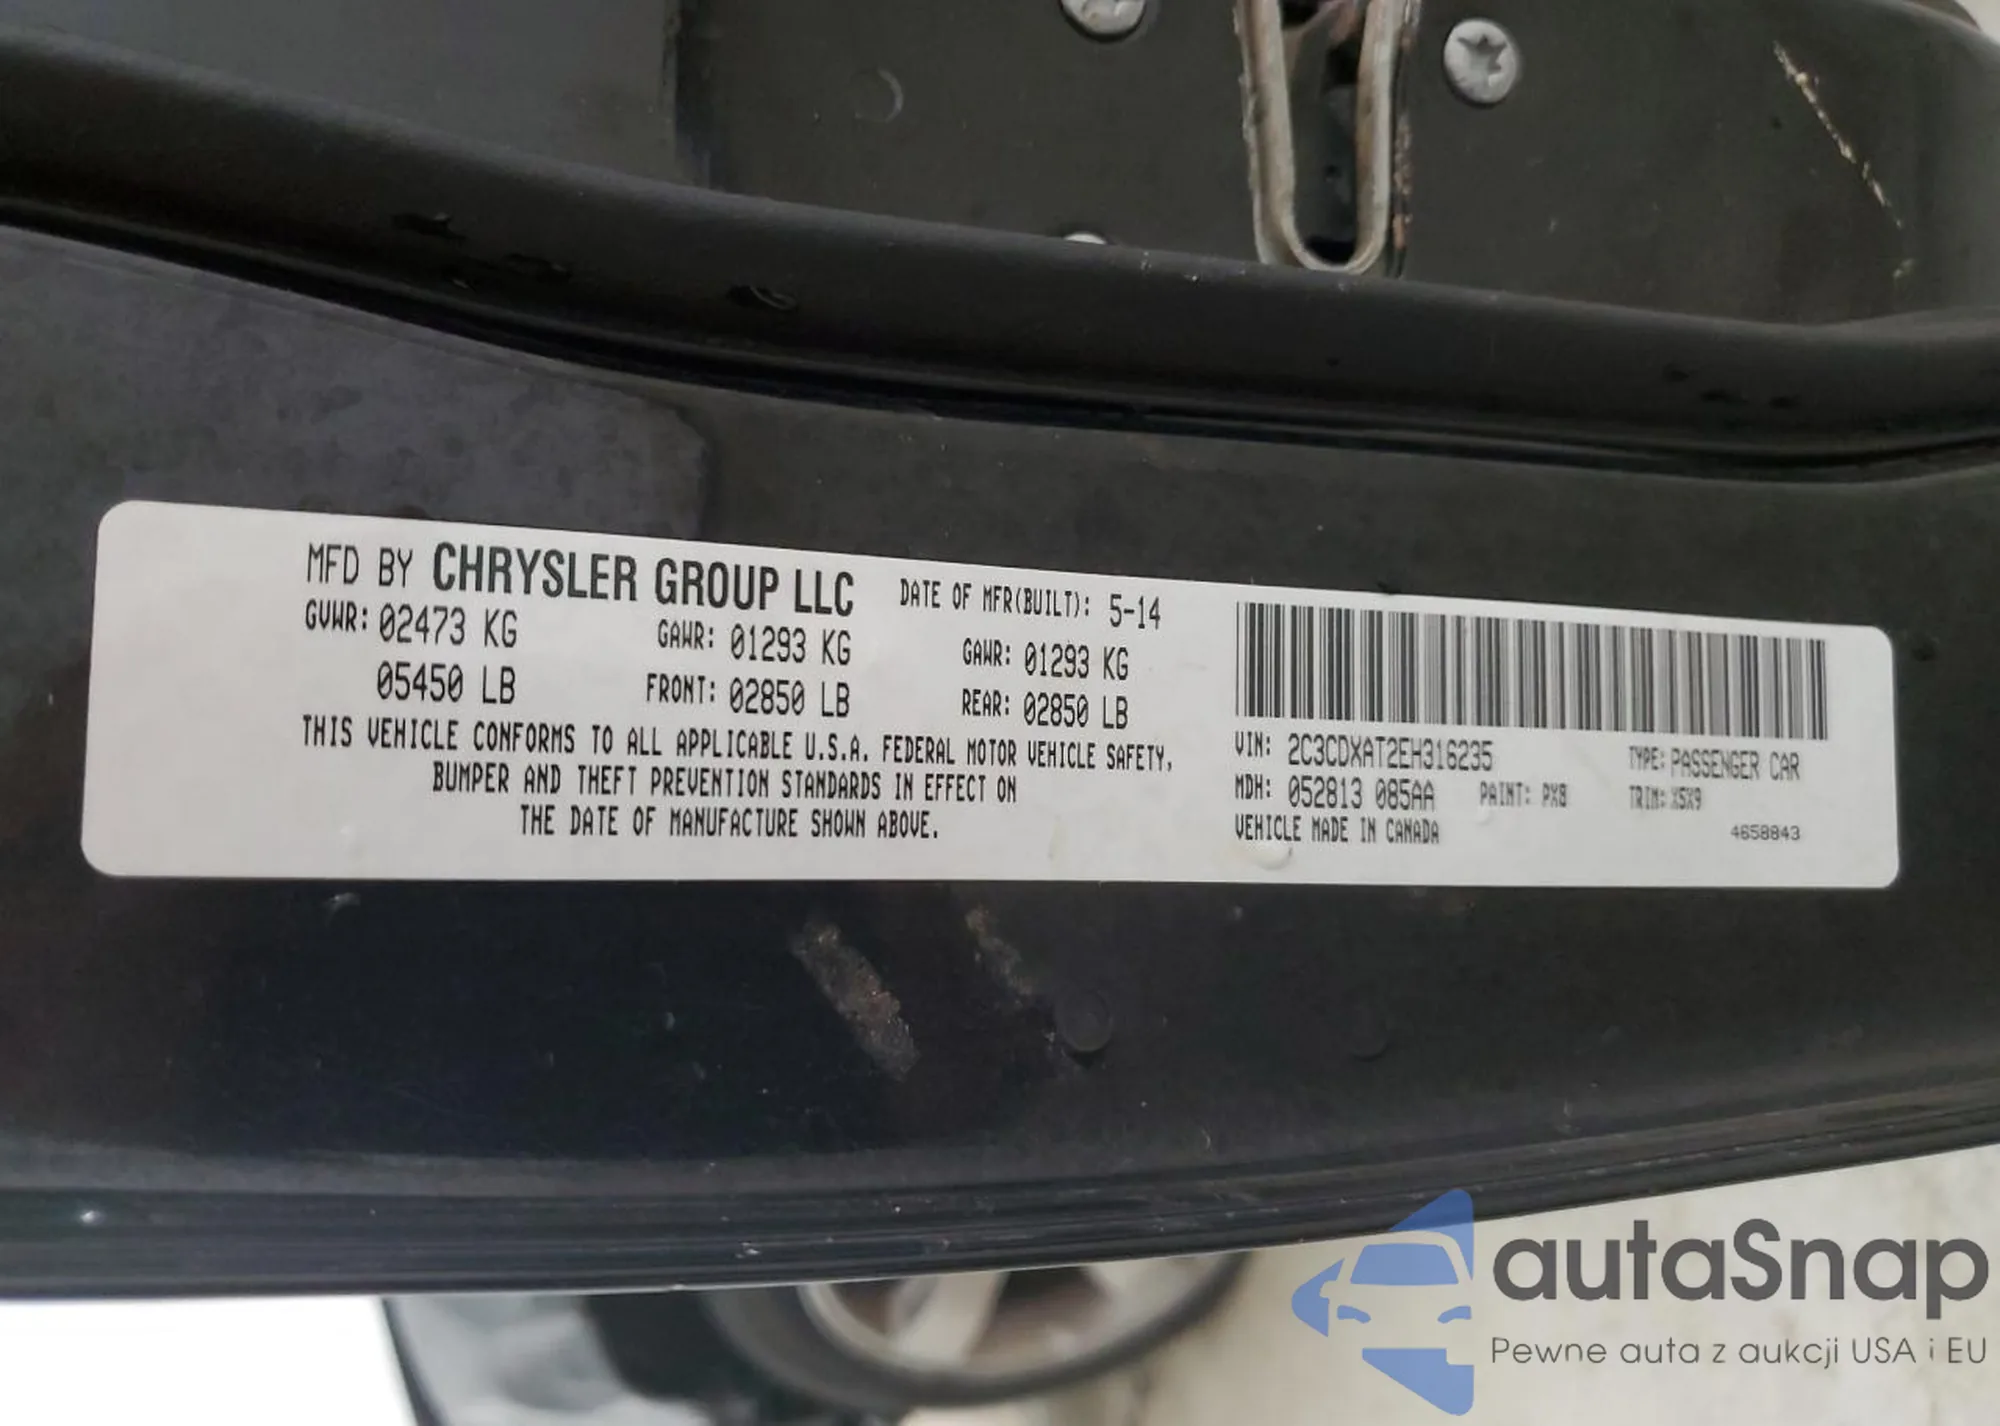 MFD BY CHRYSLER GROUP LLC DATE OF MFR(BUILT): 5-14
GVWR: 02473 KG GAWR: 01293 KG GAWR: 01293 KG
05450 LB FRONT: 02850 LB REAR: 02850 LB
THIS VEHICLE CONFORMS TO ALL APPLICABLE U.S.A. FEDERAL MOTOR VEHICLE SAFETY,
BUMPER AND THEFT PREVENTION STANDARDS IN EFFECT ON
THE DATE OF MANUFACTURE SHOWN ABOVE.
VIN: 2C3CDXAT2EH316235 TYPE: PASSENGER CAR
MDH: 052813 085AA PAINT: PX8 TRIM: X5X9
VEHICLE MADE IN CANADA 4658843
autaSnap
Pewne auta z aukcji USA i EU